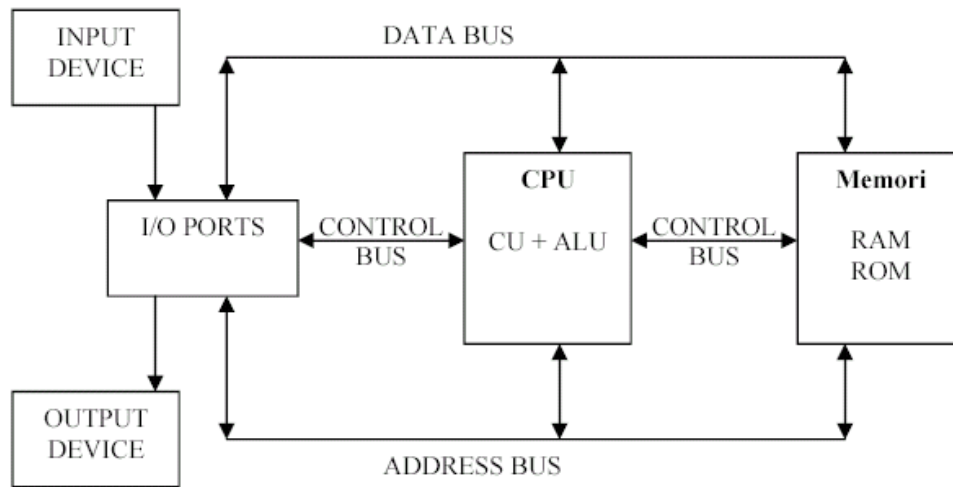 INPUT
DEVICE
DATA BUS
I/O PORTS
CONTROL
BUS
CPU
CU + ALU
CONTROL
BUS
Memori
RAM
ROM
OUTPUT
DEVICE
ADDRESS BUS